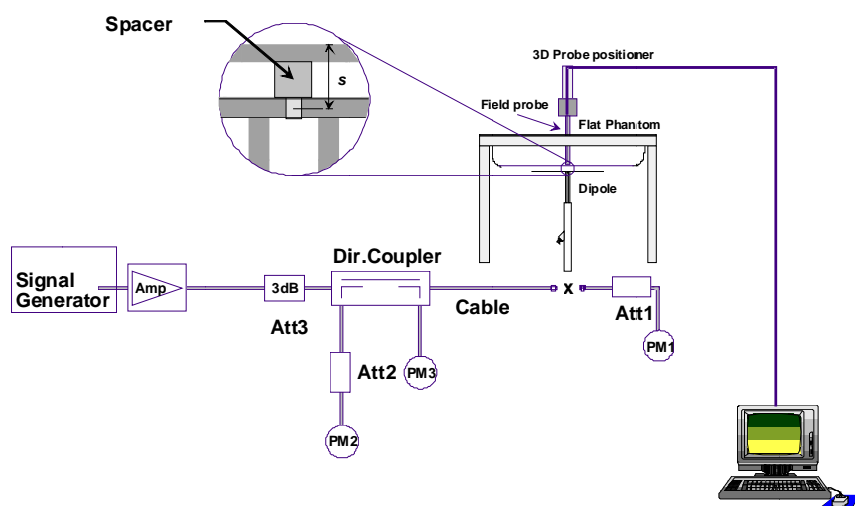 Spacer
s
3D Probe positioner
Field probe
Flat Phantom
Dipole
Dir.Coupler
Signal
Generator
Amp
3dB
Att3
Cable
x
Att1
PM1
Att2
PM3
PM2